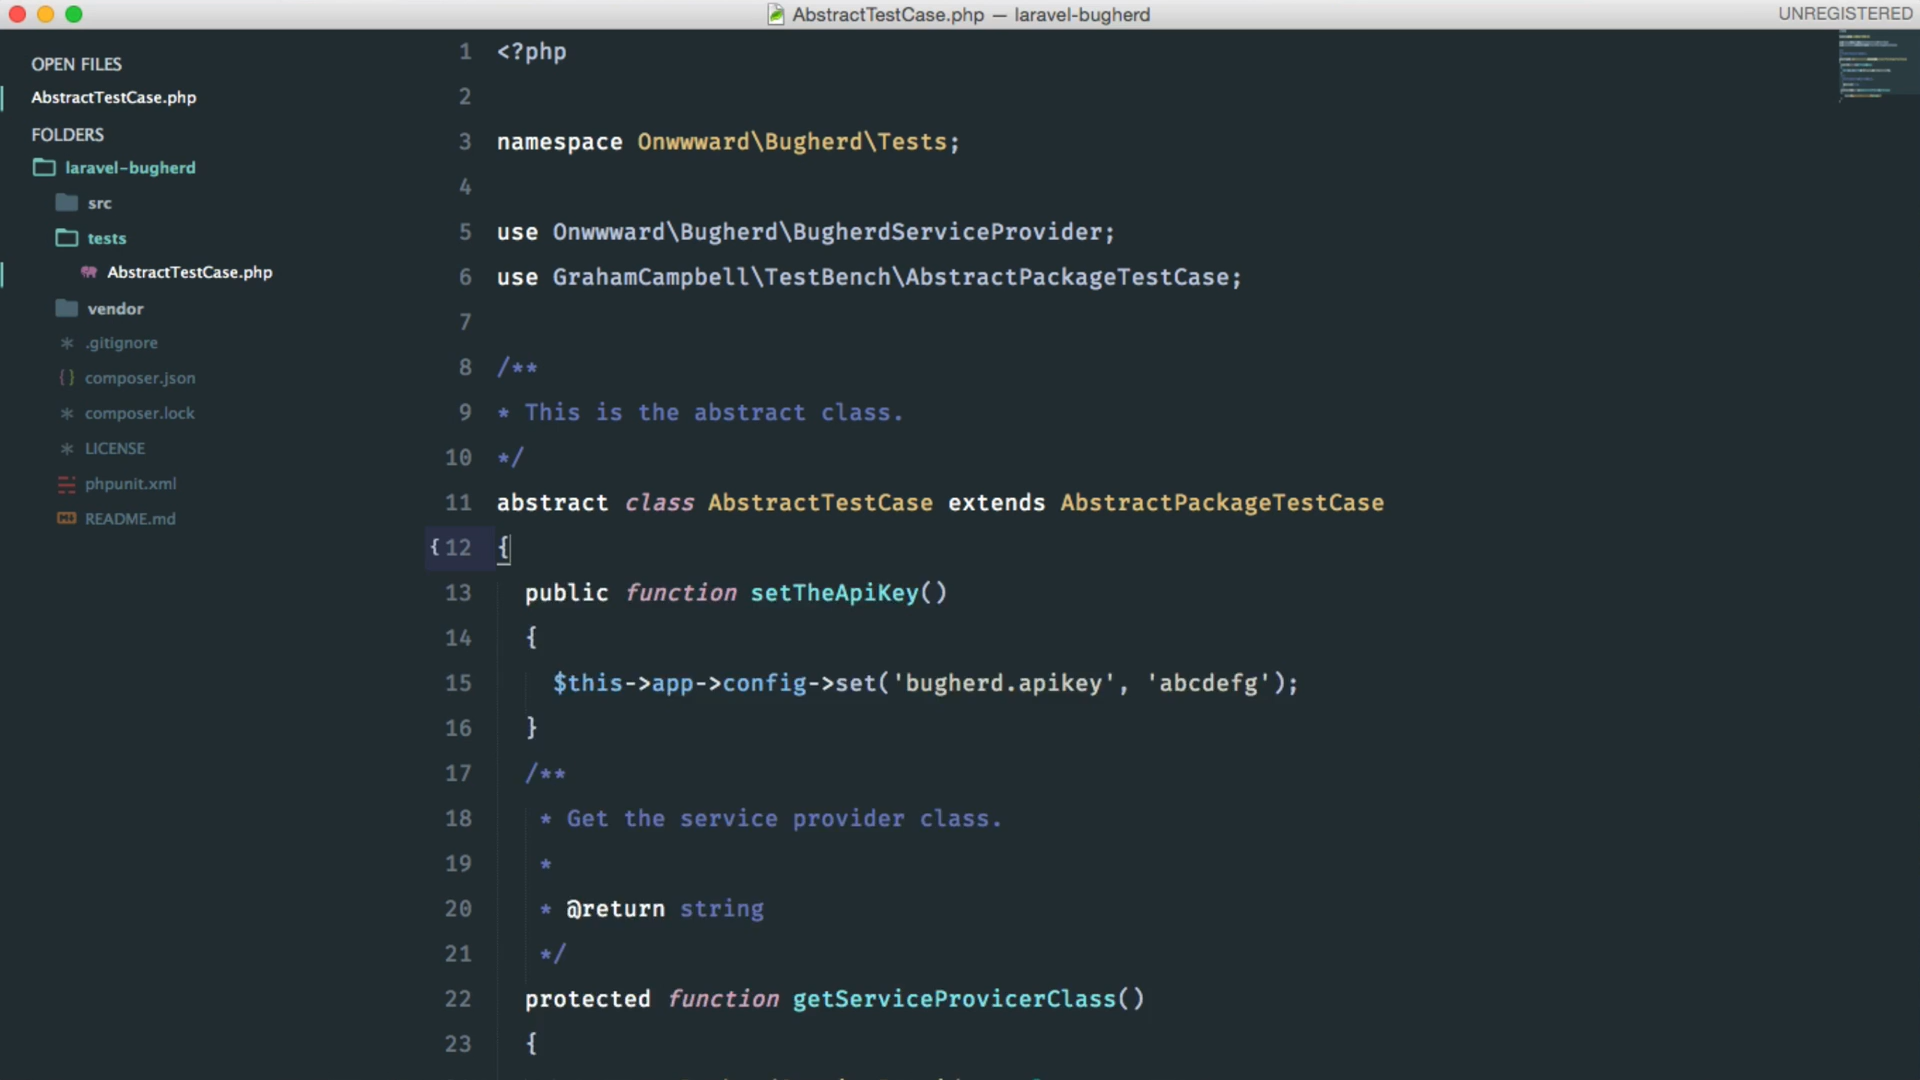 AbstractTestCase.php — laravel-bugherd
UNREGISTERED
OPEN FILES
AbstractTestCase.php
FOLDERS
laravel-bugherd
src
tests
AbstractTestCase.php
vendor
.gitignore
{} composer.json
composer.lock
LICENSE
phpunit.xml
README.md
1 <?php
2
3 namespace Onwwward\Bugherd\Tests;
4
5 use Onwwward\Bugherd\BugherdServiceProvider;
6 use GrahamCampbell\TestBench\AbstractPackageTestCase;
7
8 /**
9 * This is the abstract class.
10 */
11 abstract class AbstractTestCase extends AbstractPackageTestCase
{ 12 {
13 public function setTheApiKey()
14 {
15 $this->app->config->set('bugherd.apikey', 'abcdefg');
16 }
17 /**
18 * Get the service provider class.
19 *
20 * @return string
21 */
22 protected function getServiceProvicerClass()
23 {